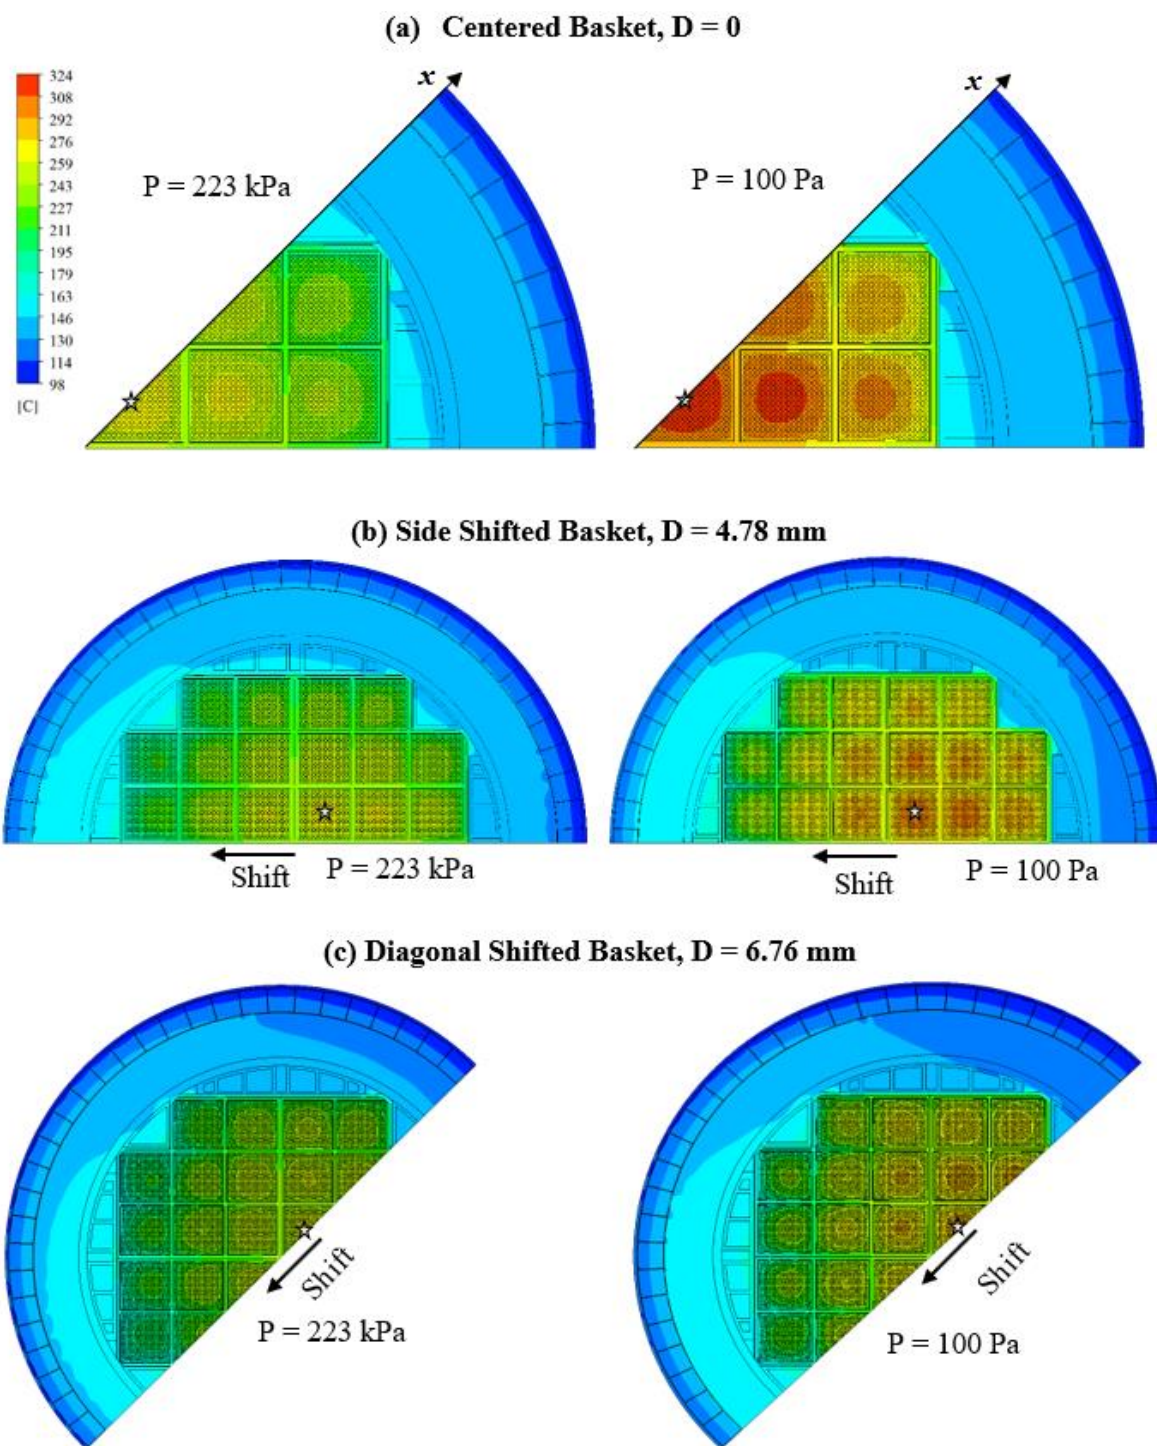 (a) Centered Basket, D = 0
324
308
292
276
259
243
227
211
195
179
163
146
130
114
98
[C]
x
P = 223 kPa
x
P = 100 Pa
(b) Side Shifted Basket, D = 4.78 mm
Shift
P = 223 kPa
Shift
P = 100 Pa
(c) Diagonal Shifted Basket, D = 6.76 mm
Shift
P = 223 kPa
Shift
P = 100 Pa